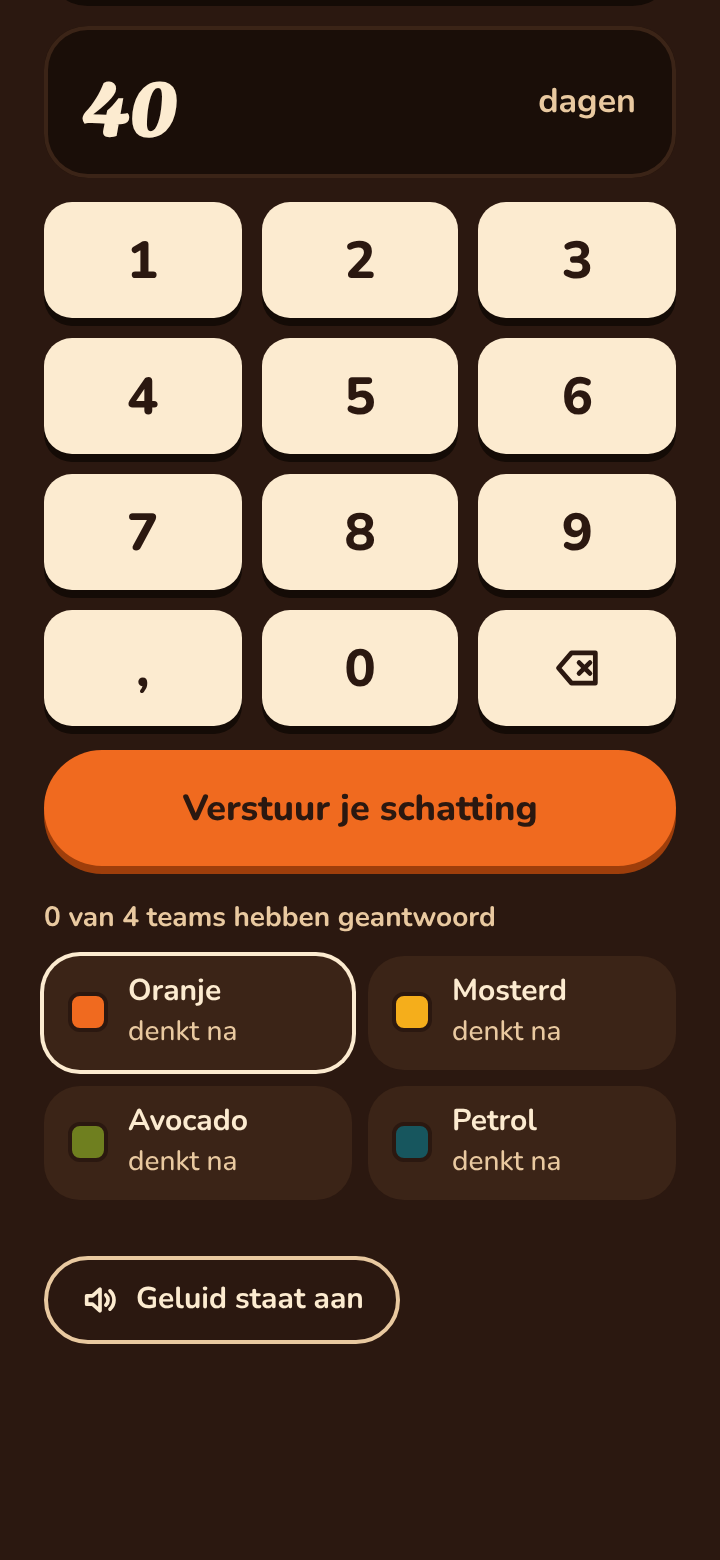 40 dagen
1 2 3
4 5 6
7 8 9
, 0
Verstuur je schatting
0 van 4 teams hebben geantwoord
Oranje
denkt na
Mosterd
denkt na
Avocado
denkt na
Petrol
denkt na
Geluid staat aan